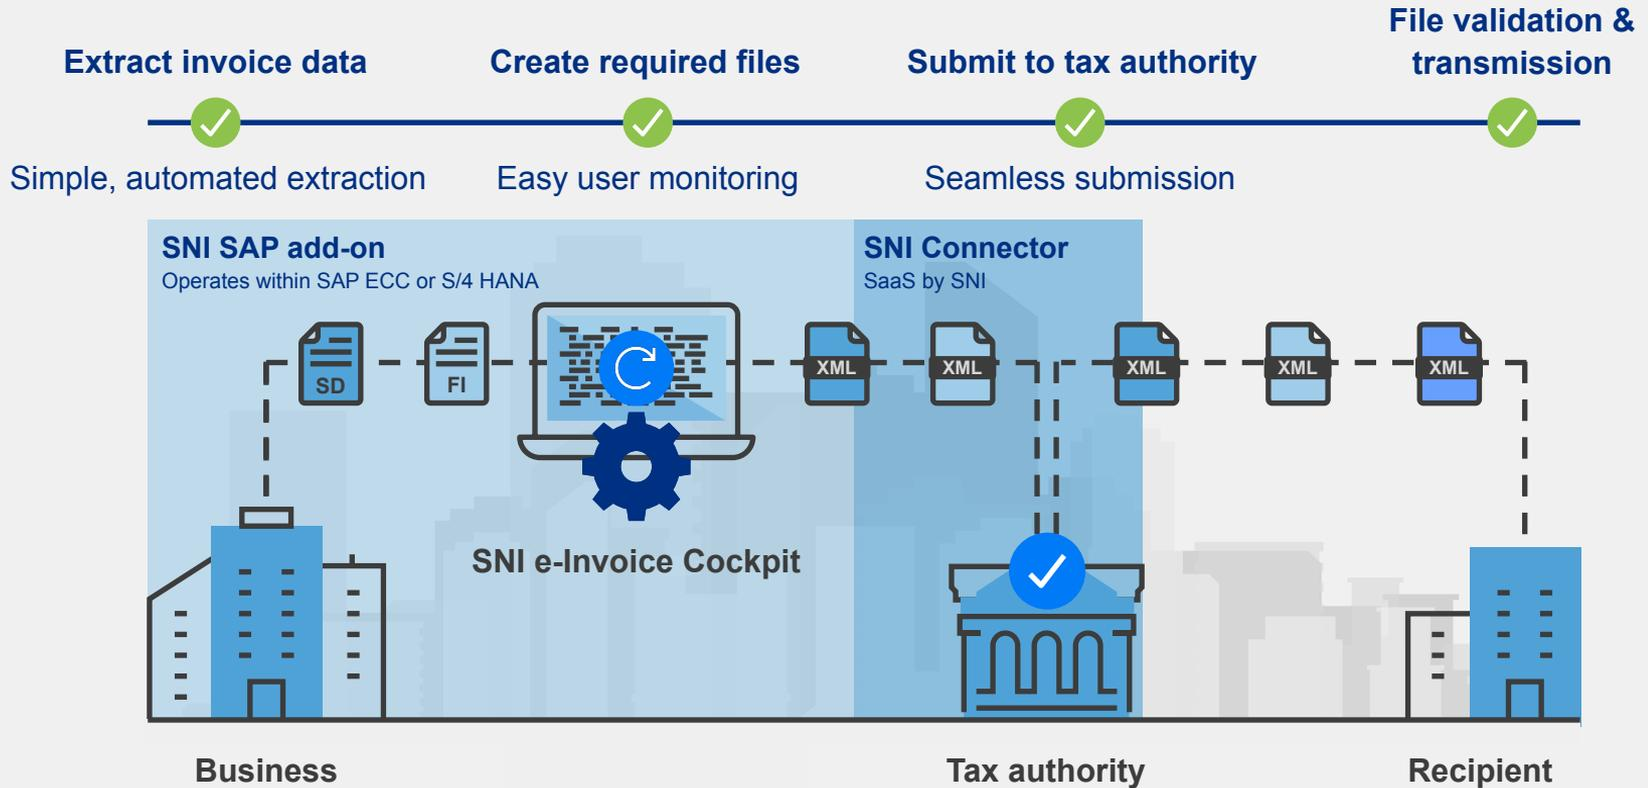 Extract invoice data
Create required files
Submit to tax authority
File validation &
transmission
Simple, automated extraction
Easy user monitoring
Seamless submission
SNI SAP add-on
Operates within SAP ECC or S/4 HANA
SNI Connector
SaaS by SNI
SD
FI
XML
XML
XML
XML
XML
SNI e-Invoice Cockpit
Business
Tax authority
Recipient